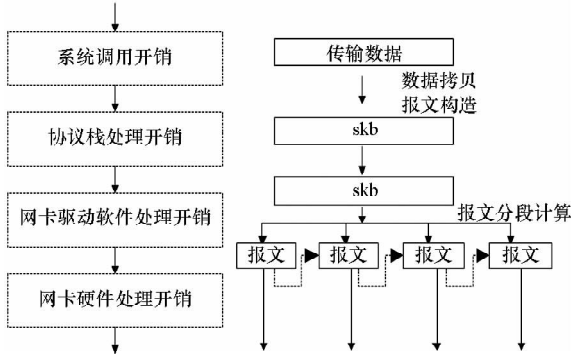 系统调用开销
协议栈处理开销
网卡驱动软件处理开销
网卡硬件处理开销
传输数据
数据拷贝
报文构造
skb
skb
报文分段计算
报文
报文
报文
报文